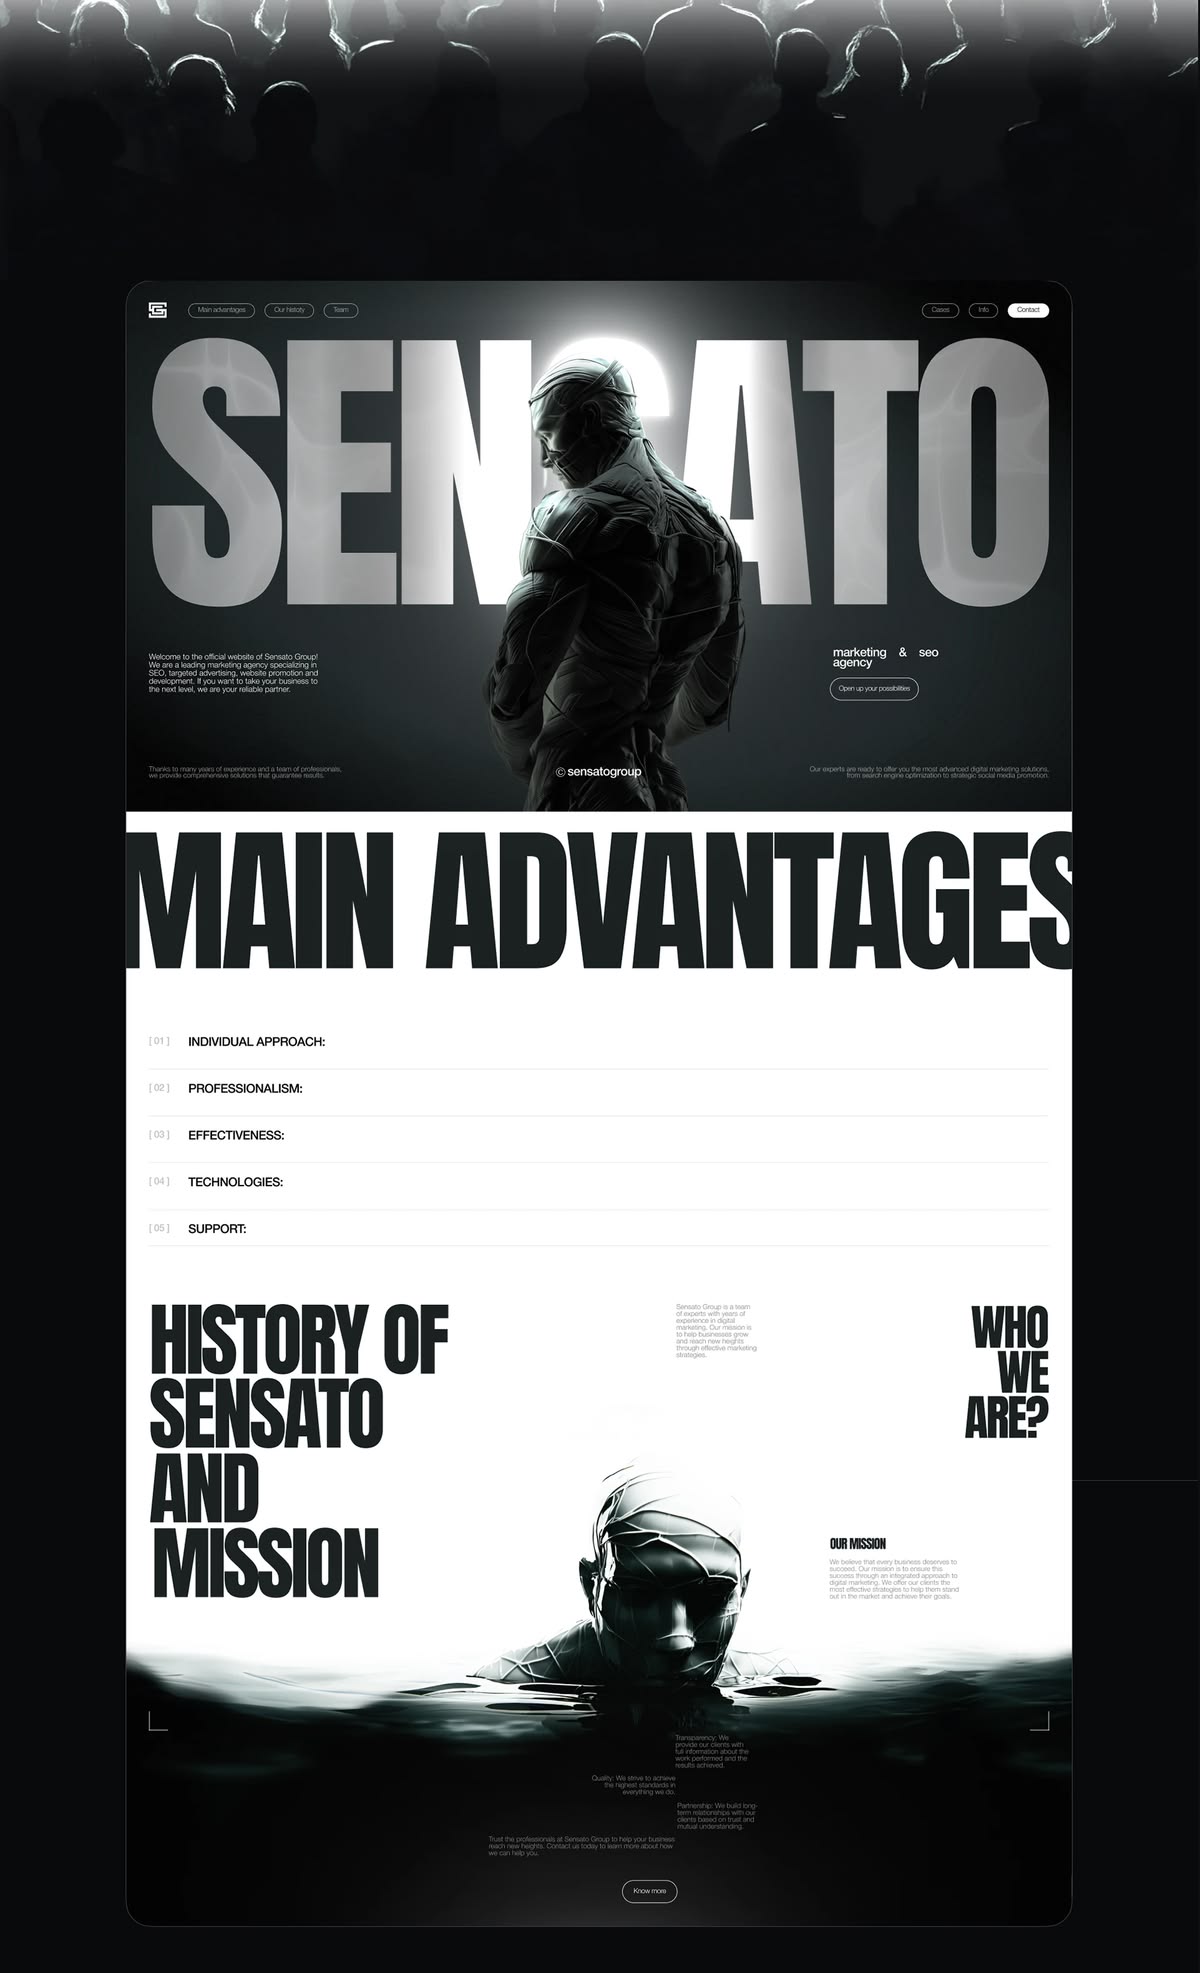 Main advantages
Our histoty
Team
Cases
Info
Contact
SENSATO
Welcome to the official website of Sensato Group!
We are a leading marketing agency specializing in
SEO, targeted advertising, website promotion and
development. If you want to take your business to
the next level, we are your reliable partner.
marketing & seo
agency
Open up your possibilities
Thanks to many years of experience and a team of professionals,
we provide comprehensive solutions that guarantee results.
© sensatogroup
Our experts are ready to offer you the most advanced digital marketing solutions,
from search engine optimization to strategic social media promotion.
MAIN ADVANTAGES
[ 01 ] INDIVIDUAL APPROACH:
[ 02 ] PROFESSIONALISM:
[ 03 ] EFFECTIVENESS:
[ 04 ] TECHNOLOGIES:
[ 05 ] SUPPORT:
HISTORY OF
SENSATO
AND
MISSION
Sensato Group is a team
of experts with years of
experience in digital
marketing. Our mission is
to help businesses grow
and reach new heights
through effective marketing
strategies.
WHO
WE
ARE?
OUR MISSION
We believe that every business deserves to
succeed. Our mission is to ensure this
success through an integrated approach to
digital marketing. We offer our clients the
most effective strategies to help them stand
out in the market and achieve their goals.
Transparency: We
provide our clients with
full information about the
work performed and the
results achieved.
Quality: We strive to achieve
the highest standards in
everything we do.
Partnership: We build long-
term relationships with our
clients based on trust and
mutual understanding.
Trust the professionals at Sensato Group to help your business
reach new heights. Contact us today to learn more about how
we can help you.
Know more